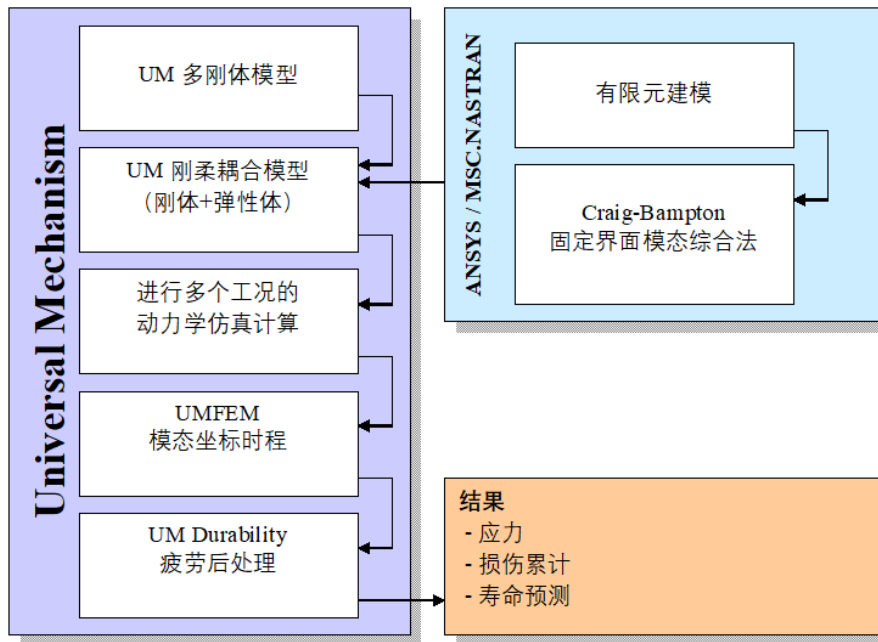 Universal Mechanism
UM 多刚体模型
UM 刚柔耦合模型
（刚体+弹性体）
进行多个工况的
动力学仿真计算
UMFEM
模态坐标时程
UM Durability
疲劳后处理
ANSYS / MSC.NASTRAN
有限元建模
Craig-Bampton
固定界面模态综合法
结果
- 应力
- 损伤累计
- 寿命预测